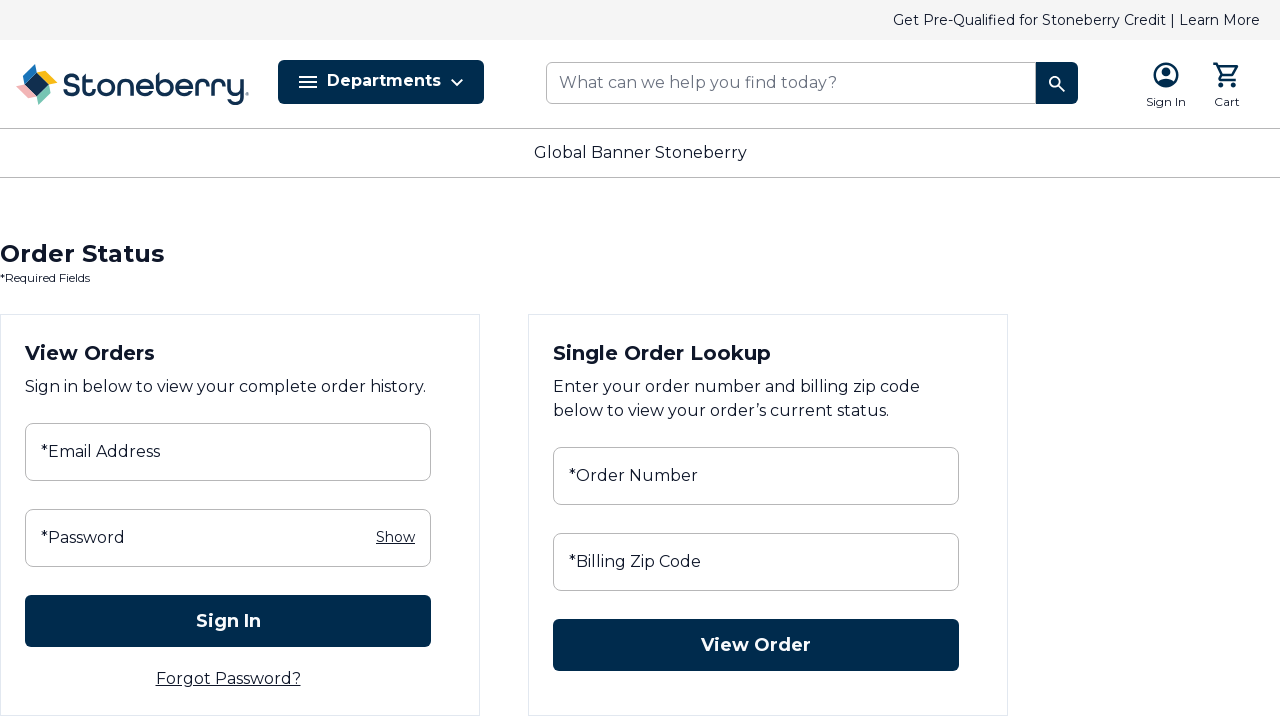 Get Pre-Qualified for Stoneberry Credit | Learn More
Stoneberry®
Departments
What can we help you find today?
Sign In
Cart
Global Banner Stoneberry
Order Status
*Required Fields
View Orders
Sign in below to view your complete order history.
*Email Address
*Password
Show
Sign In
Forgot Password?
Single Order Lookup
Enter your order number and billing zip code
below to view your order’s current status.
*Order Number
*Billing Zip Code
View Order